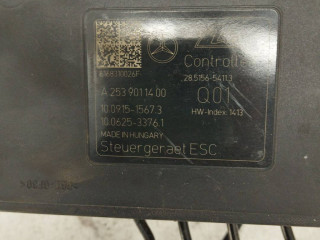 Controller
28.5156-5411.3
A 253 901 14 00
Q01
10.0915-1567.3
HW-Index: 1413
10.0625-3376.1
MADE IN HUNGARY
Steuergeraet ESC